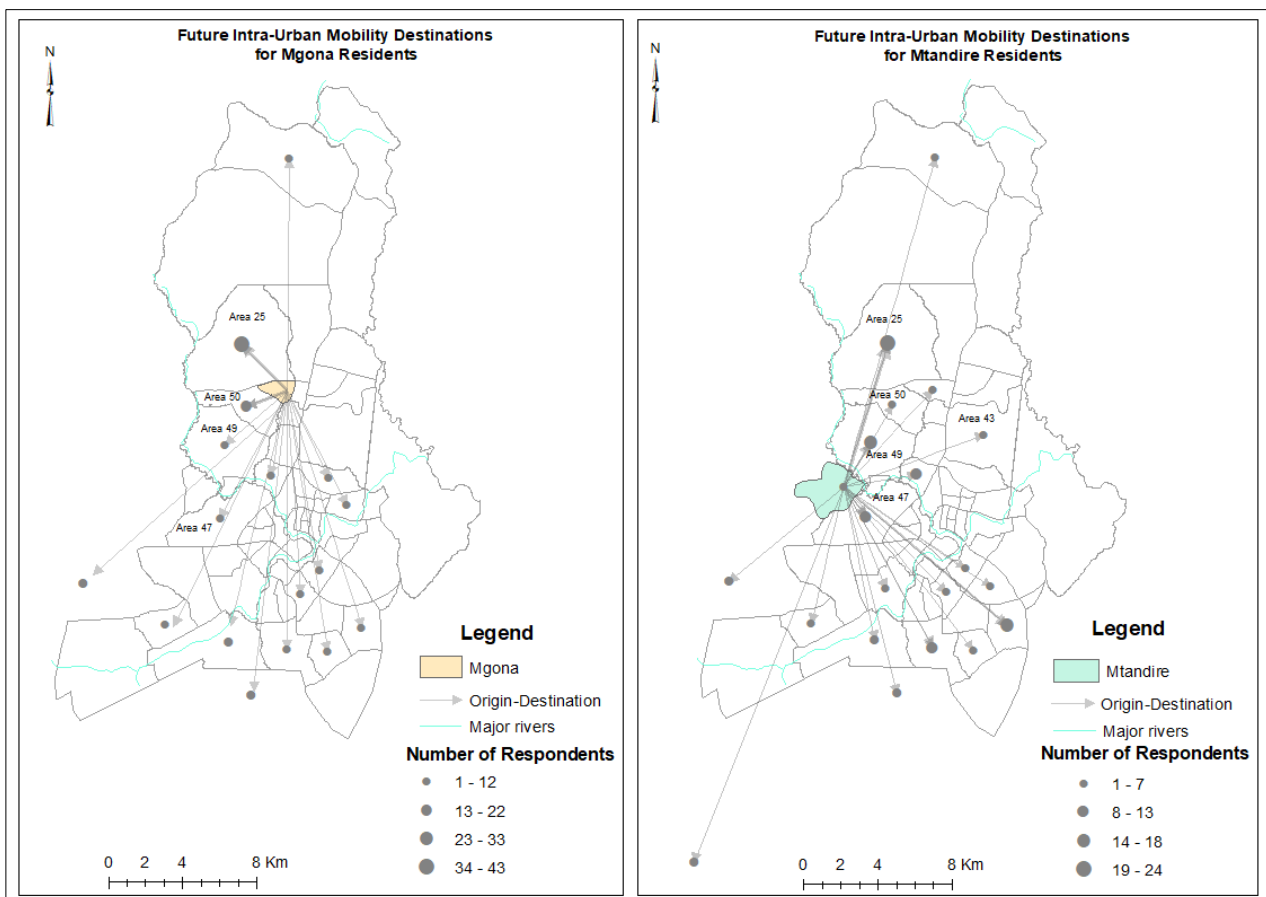 Future Intra-Urban Mobility Destinations
for Mgona Residents
N
Area 25
Area 50
Area 49
Area 47
Legend
Mgona
Origin-Destination
Major rivers
Number of Respondents
1 - 12
13 - 22
23 - 33
34 - 43
0 2 4 8 Km
Future Intra-Urban Mobility Destinations
for Mtandire Residents
N
Area 25
Area 50
Area 43
Area 49
Area 47
Legend
Mtandire
Origin-Destination
Major rivers
Number of Respondents
1 - 7
8 - 13
14 - 18
19 - 24
0 2 4 8 Km